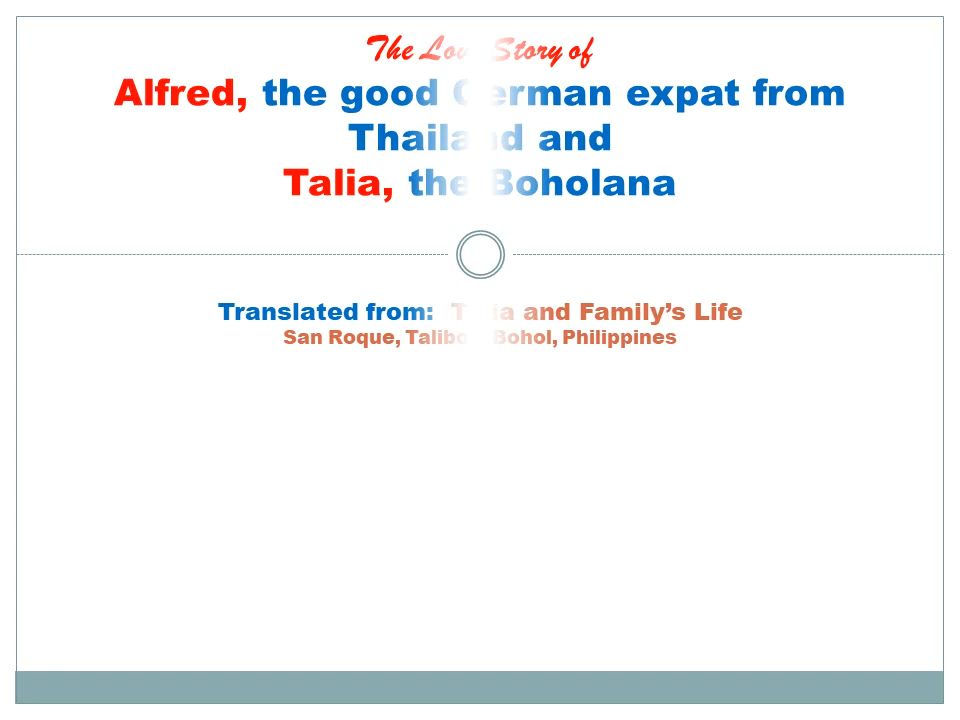 The Love Story of
Alfred, the good German expat from
Thailand and
Talia, the Boholana
Translated from: Talia and Family's Life
San Roque, Talibon, Bohol, Philippines